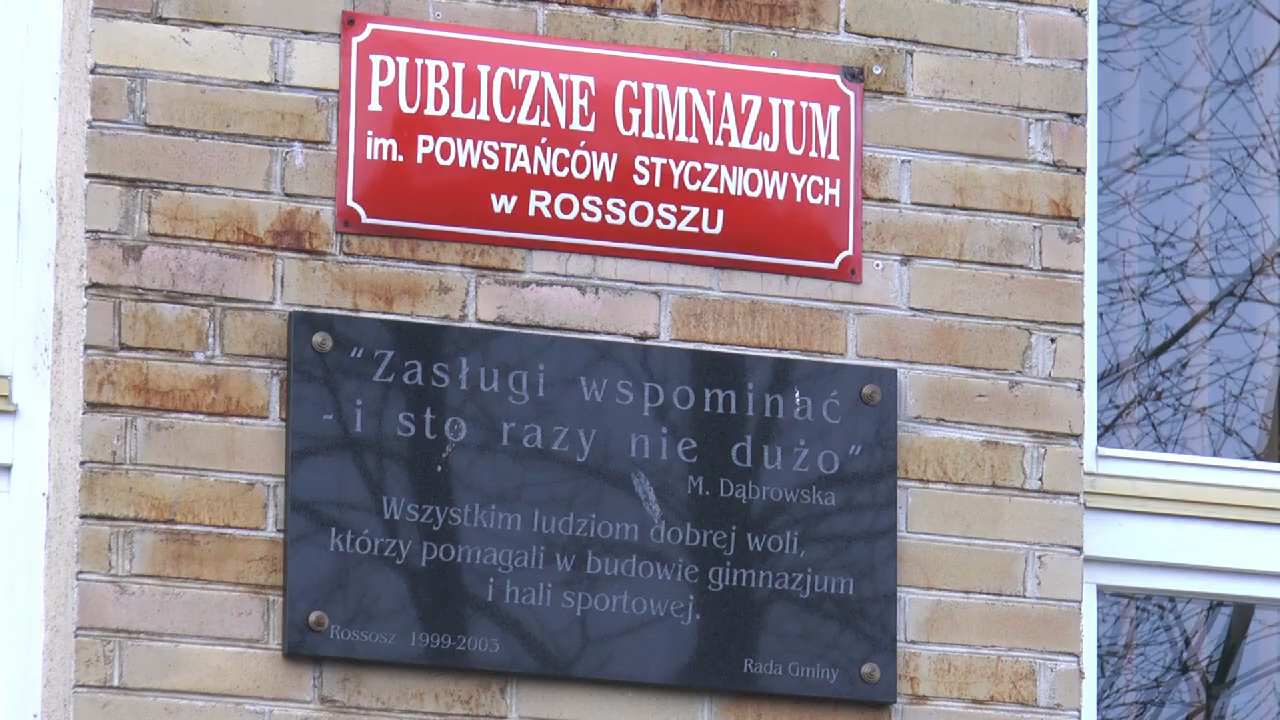 PUBLICZNE GIMNAZJUM
im. POWSTAŃCÓW STYCZNIOWYCH
w ROSSOSZU
"Zasługi wspominać
- i sto razy nie dużo"
M. Dąbrowska
Wszystkim ludziom dobrej woli,
którzy pomagali w budowie gimnazjum
i hali sportowej.
Rossosz 1999-2003
Rada Gminy